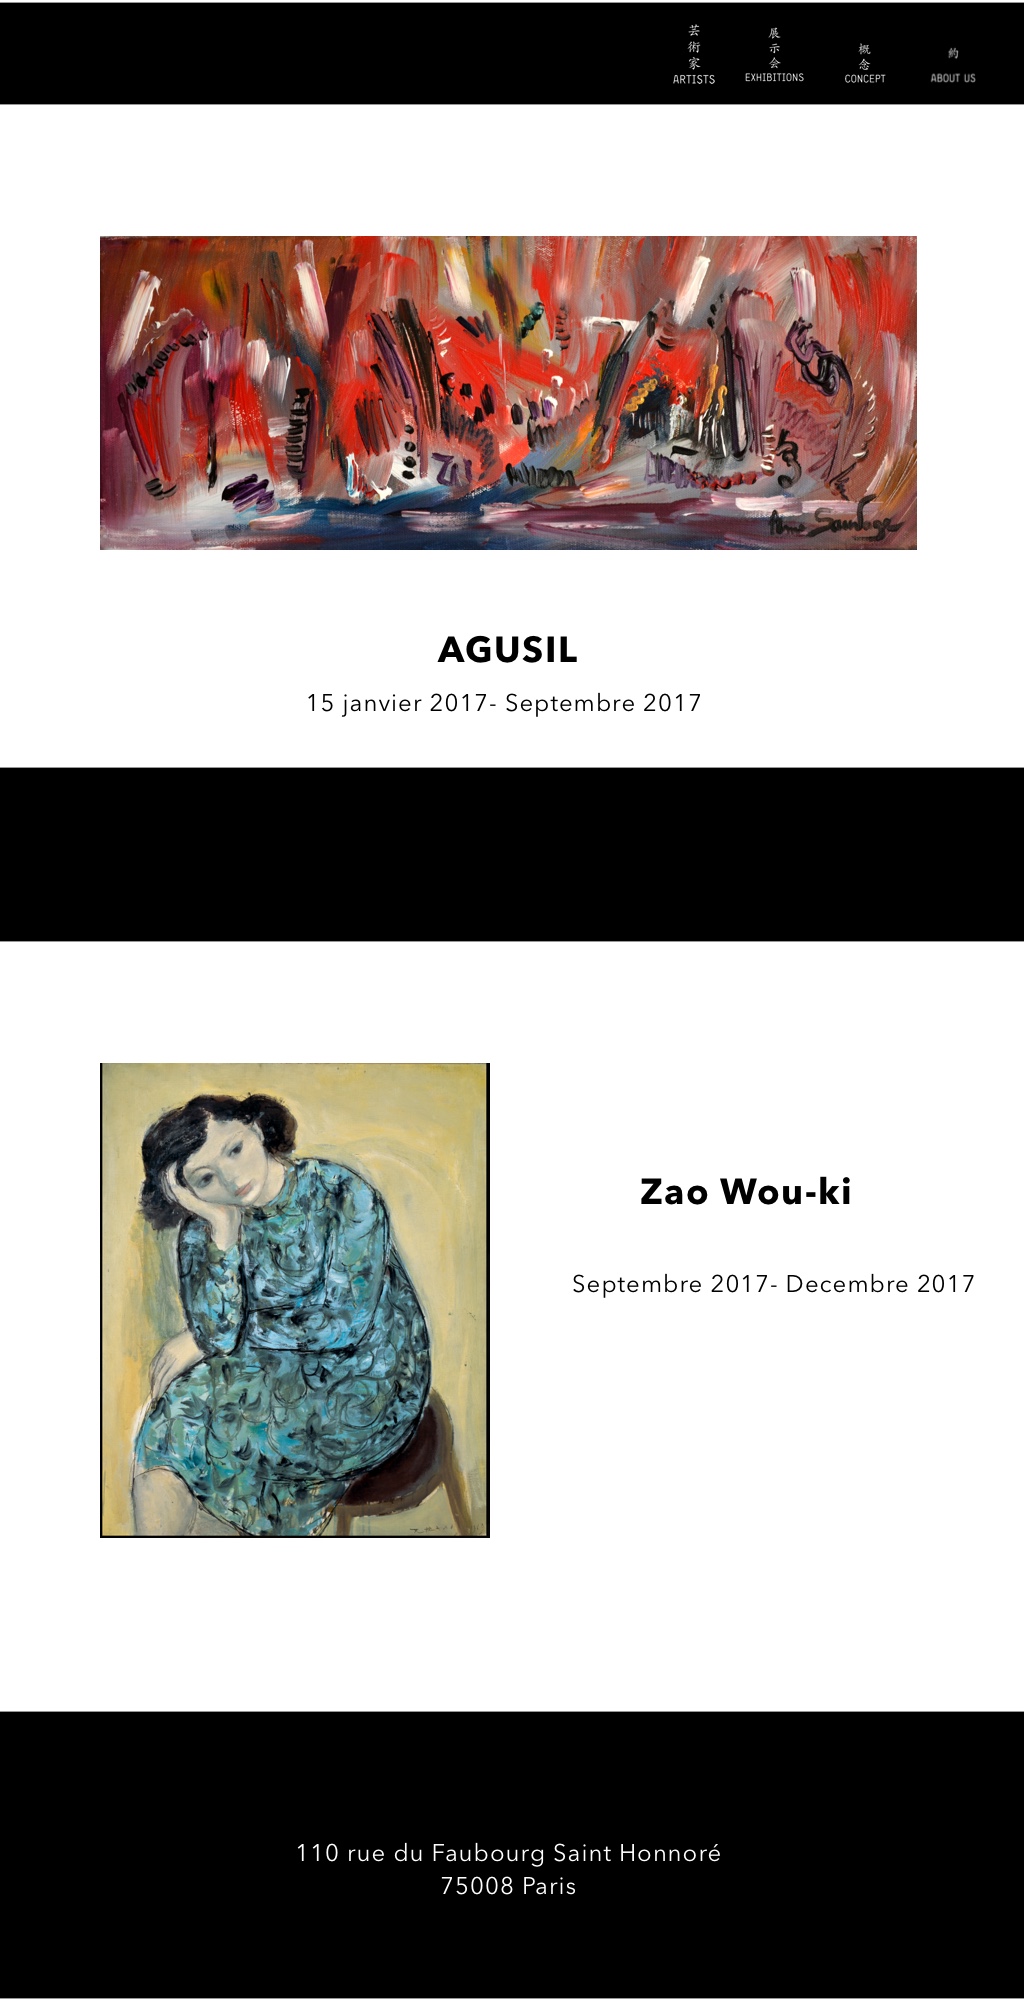 芸術家
ARTISTS
展示会
EXHIBITIONS
概念
CONCEPT
約
ABOUT US
AGUSIL
15 janvier 2017- Septembre 2017
Zao Wou-ki
Septembre 2017- Decembre 2017
110 rue du Faubourg Saint Honnoré
75008 Paris